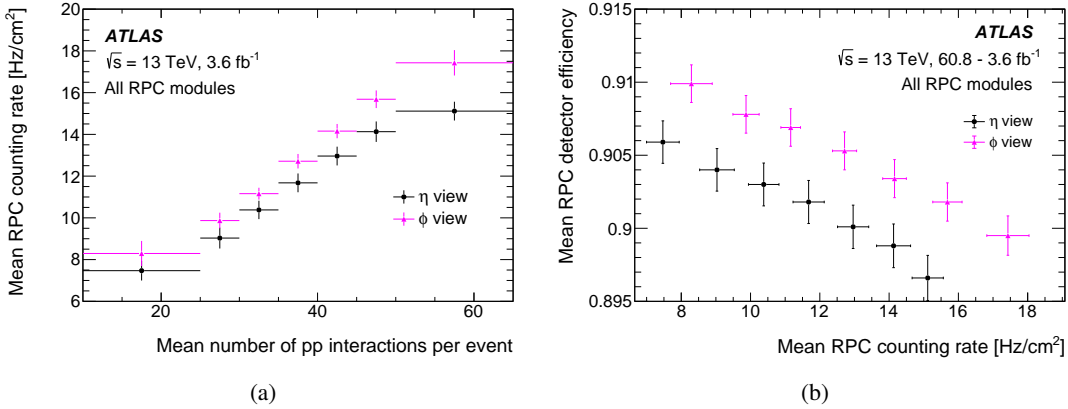 Mean RPC counting rate [Hz/cm²]
20
18
16
14
12
10
8
6
ATLAS
√s = 13 TeV, 3.6 fb⁻¹
All RPC modules
η view
ϕ view
20 40 60
Mean number of pp interactions per event
(a)
Mean RPC detector efficiency
0.915
0.91
0.905
0.9
0.895
ATLAS
√s = 13 TeV, 60.8 - 3.6 fb⁻¹
All RPC modules
η view
ϕ view
8 10 12 14 16 18
Mean RPC counting rate [Hz/cm²]
(b)